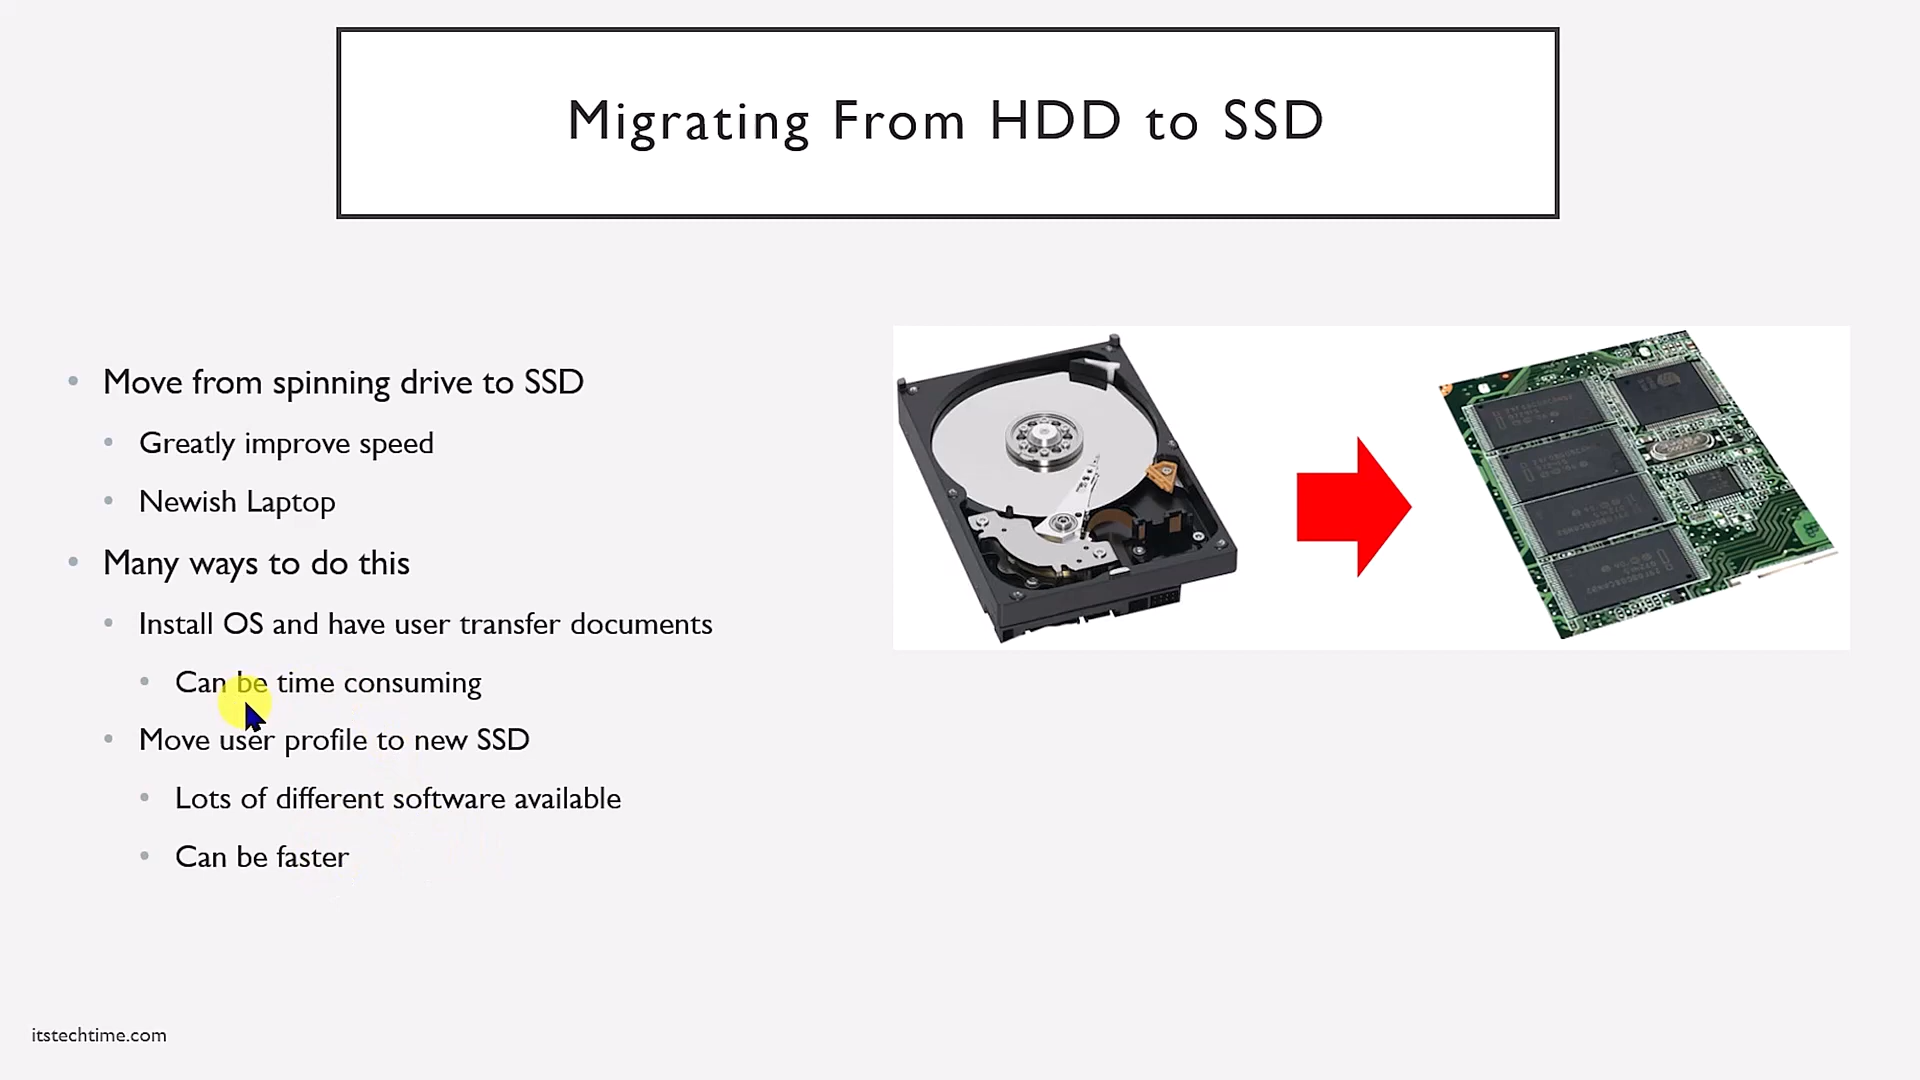 Migrating From HDD to SSD
Move from spinning drive to SSD
Greatly improve speed
Newish Laptop
Many ways to do this
Install OS and have user transfer documents
Can be time consuming
Move user profile to new SSD
Lots of different software available
Can be faster
itstechtime.com